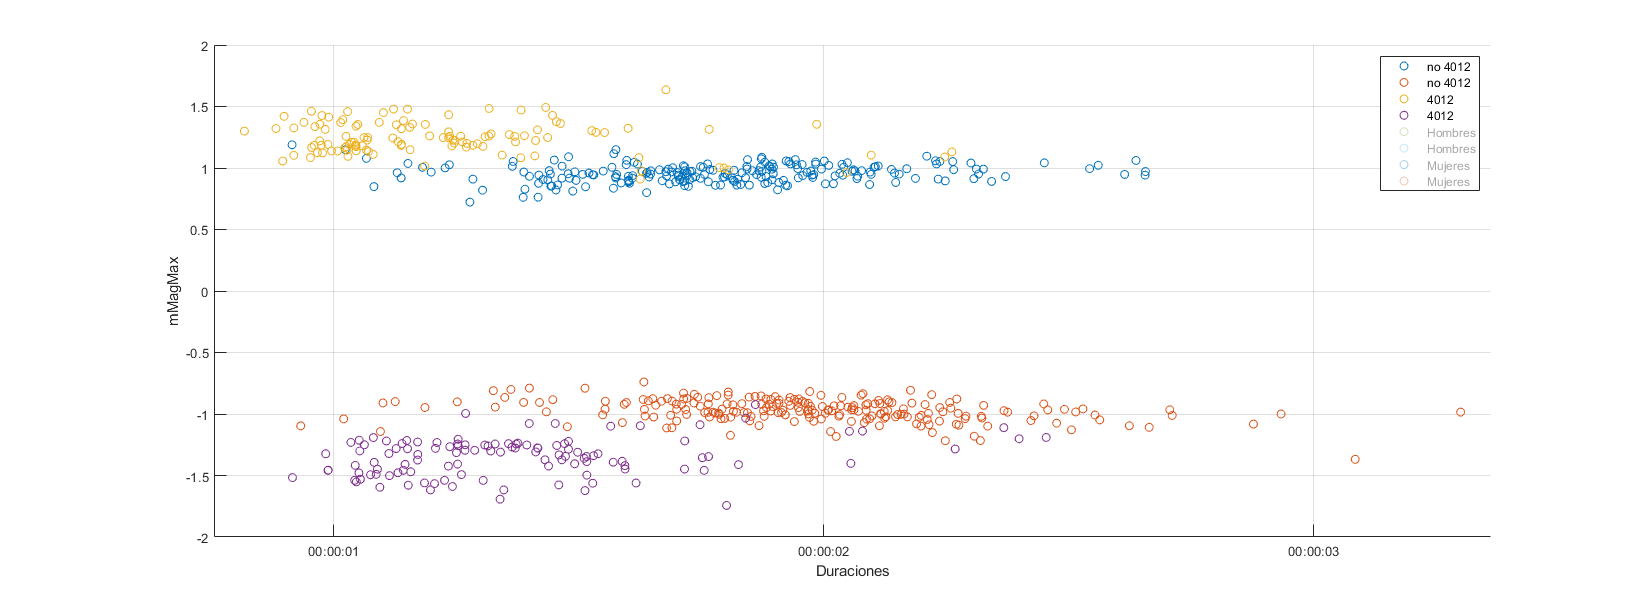 2
1.5
1
0.5
0
-0.5
-1
-1.5
-2
mMagMax
00:00:01
00:00:02
00:00:03
Duraciones
no 4012
no 4012
4012
4012
Hombres
Hombres
Mujeres
Mujeres